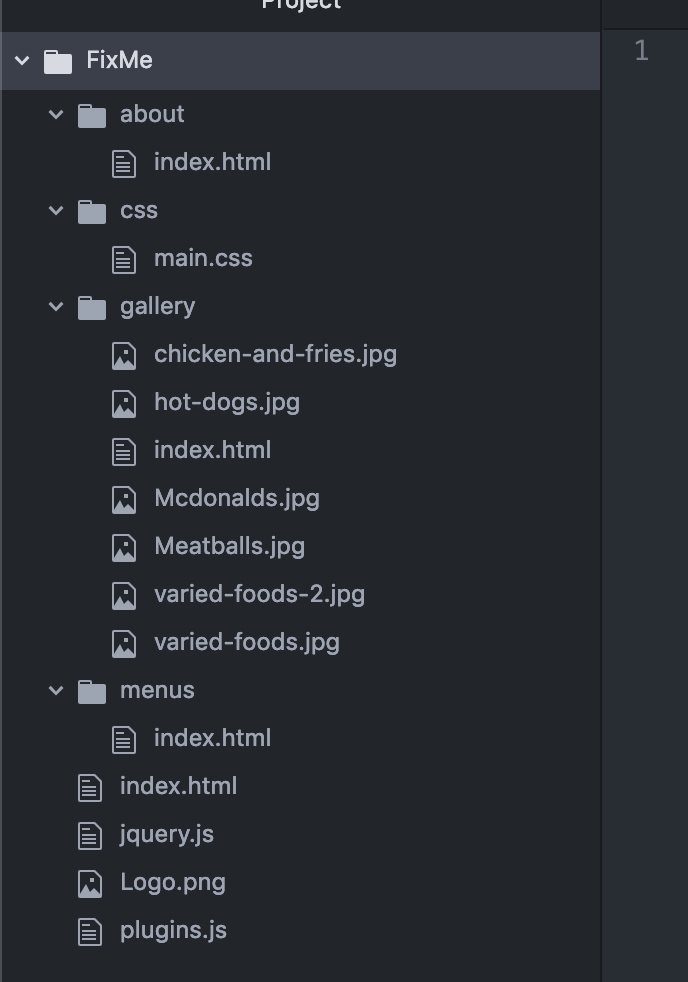 Project
FixMe
1
about
index.html
css
main.css
gallery
chicken-and-fries.jpg
hot-dogs.jpg
index.html
Mcdonalds.jpg
Meatballs.jpg
varied-foods-2.jpg
varied-foods.jpg
menus
index.html
index.html
jquery.js
Logo.png
plugins.js